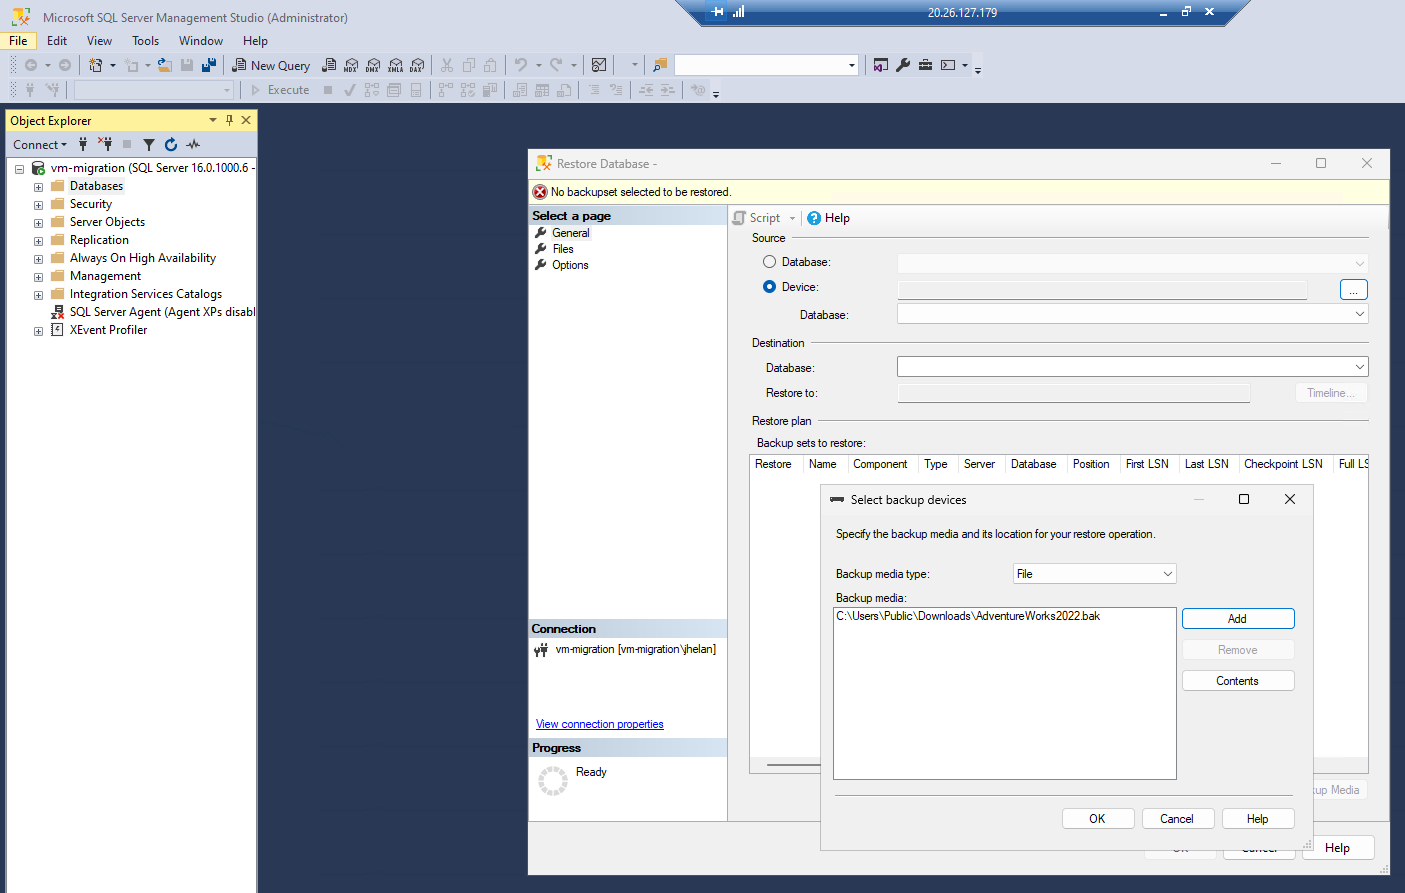 Microsoft SQL Server Management Studio (Administrator)
20.26.127.179
File Edit View Tools Window Help
New Query MDX DMX XMLA DAX
Execute
Object Explorer
Connect
vm-migration (SQL Server 16.0.1000.6 -
Databases
Security
Server Objects
Replication
Always On High Availability
Management
Integration Services Catalogs
SQL Server Agent (Agent XPs disabl
XEvent Profiler
Restore Database -
No backupset selected to be restored.
Select a page
General
Files
Options
Connection
vm-migration [vm-migration\jhelan]
View connection properties
Progress
Ready
Script Help
Source
Database:
Device:
...
Database:
Destination
Database:
Restore to:
Timeline...
Restore plan
Backup sets to restore:
Restore Name Component Type Server Database Position First LSN Last LSN Checkpoint LSN Full LS
Select backup devices
Specify the backup media and its location for your restore operation.
Backup media type: File
Backup media:
C:\Users\Public\Downloads\AdventureWorks2022.bak
Add
Remove
Contents
OK Cancel Help
kup Media
OK Cancel Help